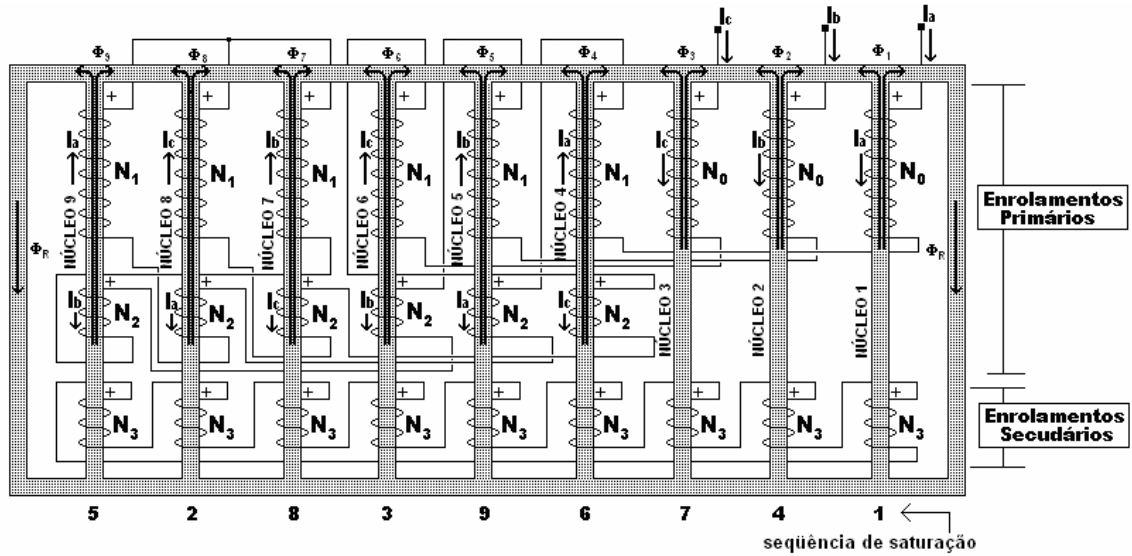 Ic Ib Ia
Φ9 Φ8 Φ7 Φ6 Φ5 Φ4 Φ3 Φ2 Φ1
+ + + + + + + + +
Ia Ic Ib Ic Ib Ia Ic Ib Ia
N1 N1 N1 N1 N1 N1 N0 N0 N0
Enrolamentos
Primários
NÚCLEO 9 NÚCLEO 8 NÚCLEO 7 NÚCLEO 6 NÚCLEO 5 NÚCLEO 4 NÚCLEO 3 NÚCLEO 2 NÚCLEO 1
ΦR ΦR
+ + + + + +
Ib Ia Ic Ib Ia Ic
N2 N2 N2 N2 N2 N2
+ + + + + + + + +
N3 N3 N3 N3 N3 N3 N3 N3 N3
Enrolamentos
Secudários
5 2 8 3 9 6 7 4 1
seqüência de saturação